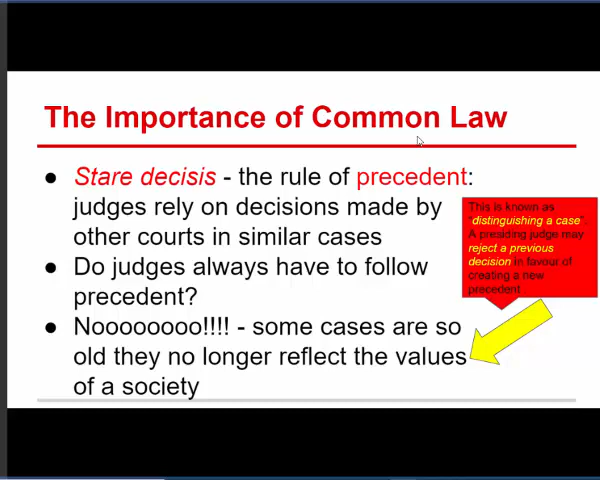 The Importance of Common Law
● Stare decisis - the rule of precedent:
judges rely on decisions made by
other courts in similar cases
● Do judges always have to follow
precedent?
● Noooooooo!!!! - some cases are so
old they no longer reflect the values
of a society
This is known as
"distinguishing a case".
A presiding judge may
reject a previous
decision in favour of
creating a new
precedent